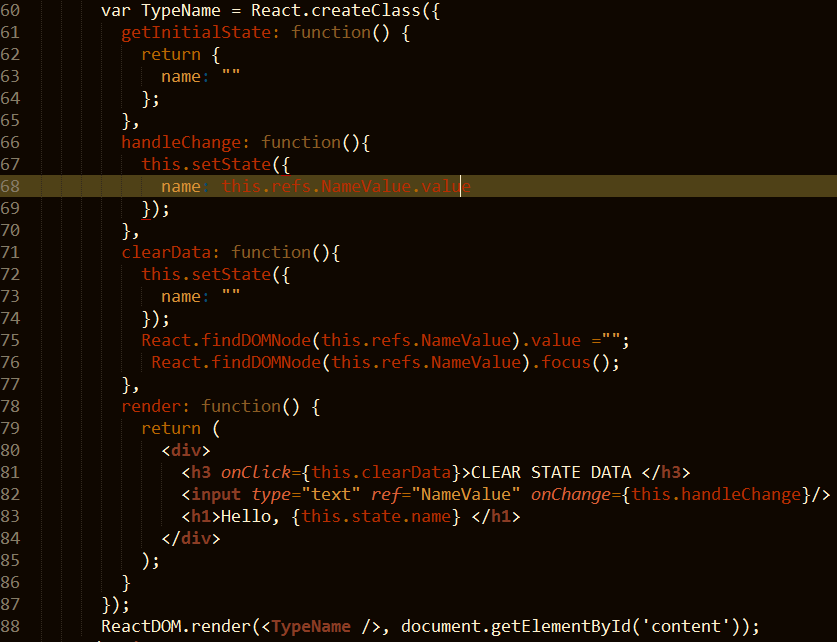 60 var TypeName = React.createClass({
61 getInitialState: function() {
62 return {
63 name: ""
64 };
65 },
66 handleChange: function(){
67 this.setState({
68 name: this.refs.NameValue.value
69 });
70 },
71 clearData: function(){
72 this.setState({
73 name: ""
74 });
75 React.findDOMNode(this.refs.NameValue).value ="";
76 React.findDOMNode(this.refs.NameValue).focus();
77 },
78 render: function() {
79 return (
80 <div>
81 <h3 onClick={this.clearData}>CLEAR STATE DATA </h3>
82 <input type="text" ref="NameValue" onChange={this.handleChange}/>
83 <h1>Hello, {this.state.name} </h1>
84 </div>
85 );
86 }
87 });
88 ReactDOM.render(<TypeName />, document.getElementById('content'));